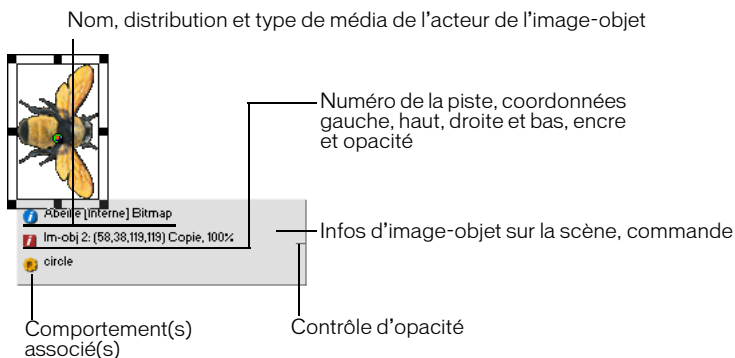 Nom, distribution et type de média de l'acteur de l'image-objet
Numéro de la piste, coordonnées
gauche, haut, droite et bas, encre
et opacité
Abeille [Interne] Bitmap
Im-obj 2: (58,38,119,119) Copie, 100%
Infos d'image-objet sur la scène, commande
circle
Comportement(s)
associé(s)
Contrôle d'opacité